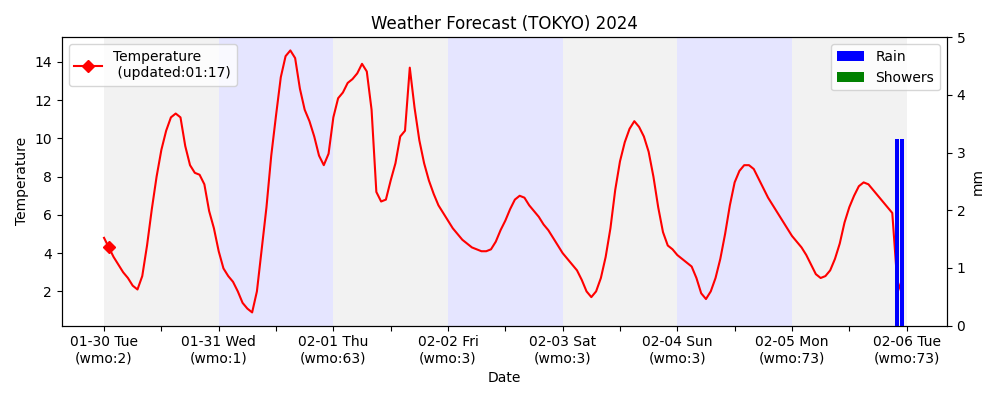 Weather Forecast (TOKYO) 2024
Temperature
(updated:01:17)
Rain
Showers
14
12
10
8
6
4
2
Temperature
5
4
3
2
1
0
mm
01-30 Tue
(wmo:2)
01-31 Wed
(wmo:1)
02-01 Thu
(wmo:63)
02-02 Fri
(wmo:3)
02-03 Sat
(wmo:3)
02-04 Sun
(wmo:3)
02-05 Mon
(wmo:73)
02-06 Tue
(wmo:73)
Date